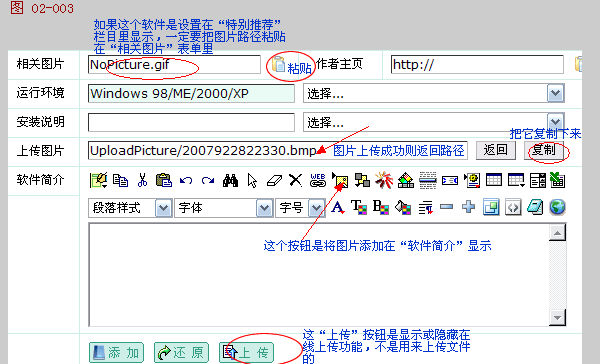 图 02-003
如果这个软件是设置在“特别推荐”
栏目里显示，一定要把图片路径粘贴
在“相关图片”表单里
相关图片 NoPicture.gif 粘贴 作者主页 http://
运行环境 Windows 98/ME/2000/XP 选择...
安装说明 选择...
把它复制下来
上传图片 UploadPicture/2007922822330.bmp 图片上传成功则返回路径 返回 复制
软件简介
WEB
段落样式 字体 字号
这个按钮是将图片添加在“软件简介”显示
添加 还原 上传
这“上传”按钮是显示或隐藏在
线上传功能，不是用来上传文件
的